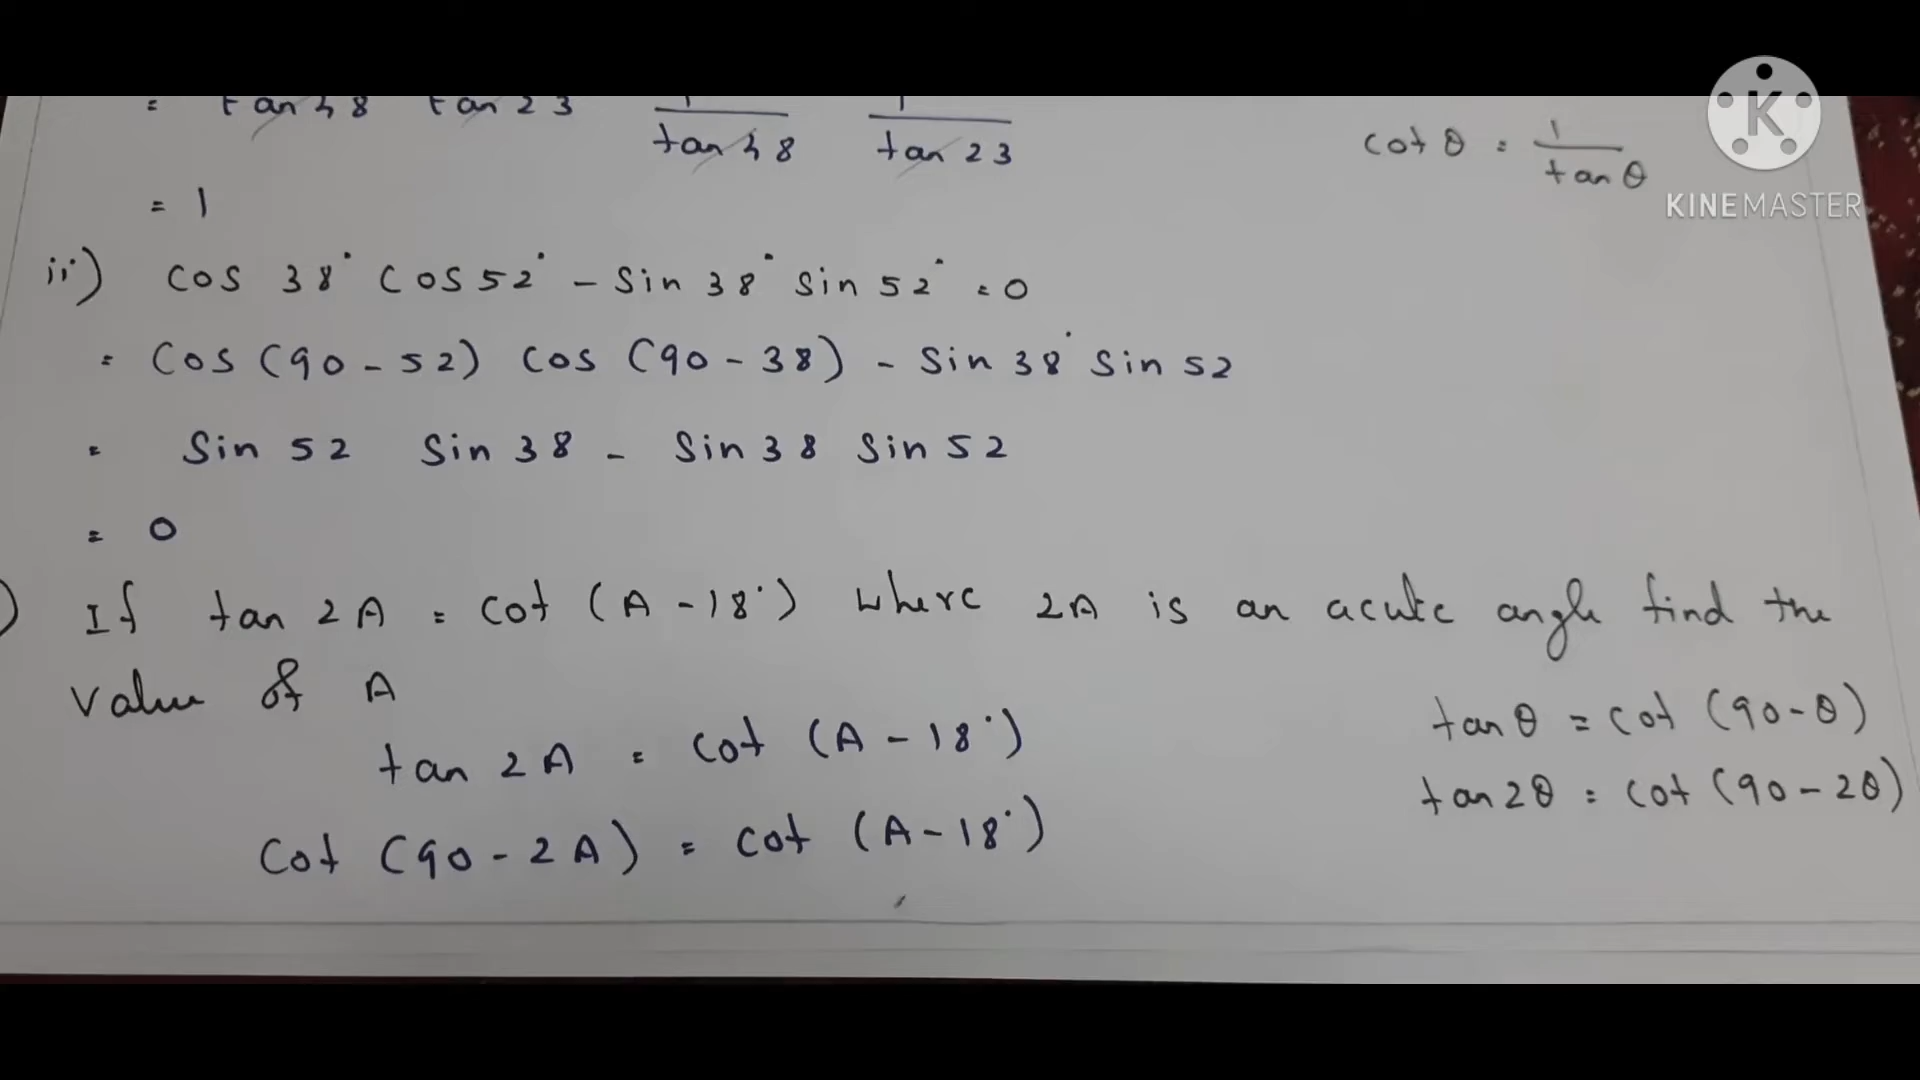 = tan 48 tan 23 1/tan 48 1/tan 23
cot θ = 1/tan θ
KINEMASTER
= 1
ii) cos 38° cos 52° - sin 38° sin 52° = 0
= cos (90 - 52) cos (90 - 38) - sin 38° sin 52
= sin 52 sin 38 - sin 38 sin 52
= 0
) If tan 2A = cot (A - 18°) where 2A is an acute angle find the
value of A
tan 2A = cot (A - 18°)
cot (90 - 2A) = cot (A - 18°)
tan θ = cot (90 - θ)
tan 2θ = cot (90 - 2θ)